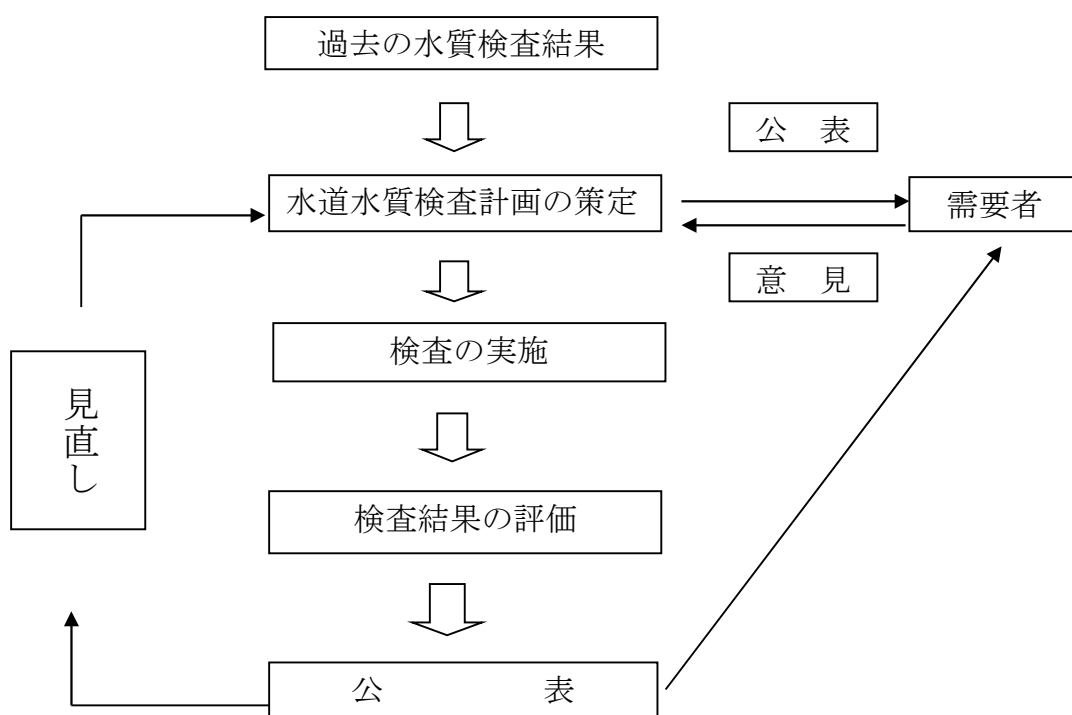 過去の水質検査結果
公　表
水道水質検査計画の策定
需要者
意　見
検査の実施
見直し
検査結果の評価
公　　　　　表